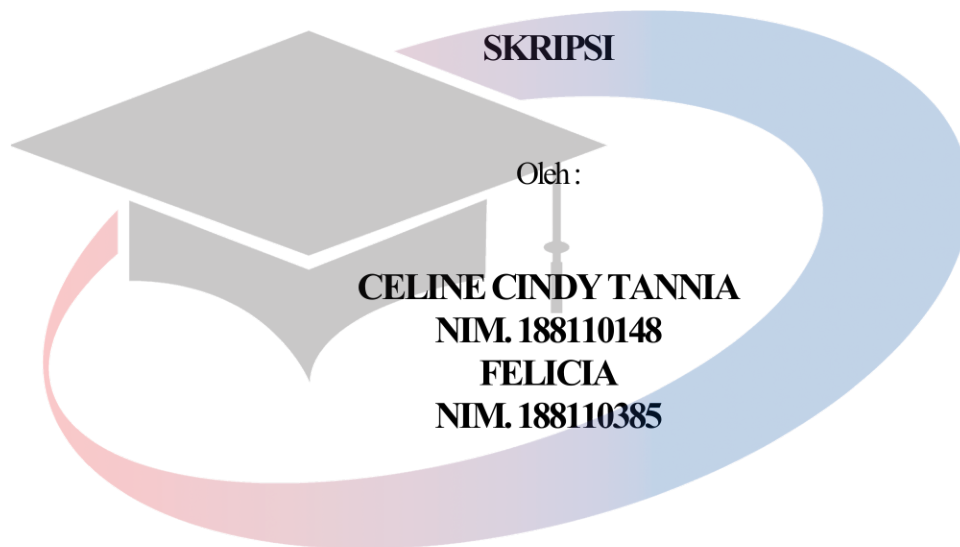 SKRIPSI
Oleh :
CELINE CINDY TANNIA
NIM. 188110148
FELICIA
NIM. 188110385